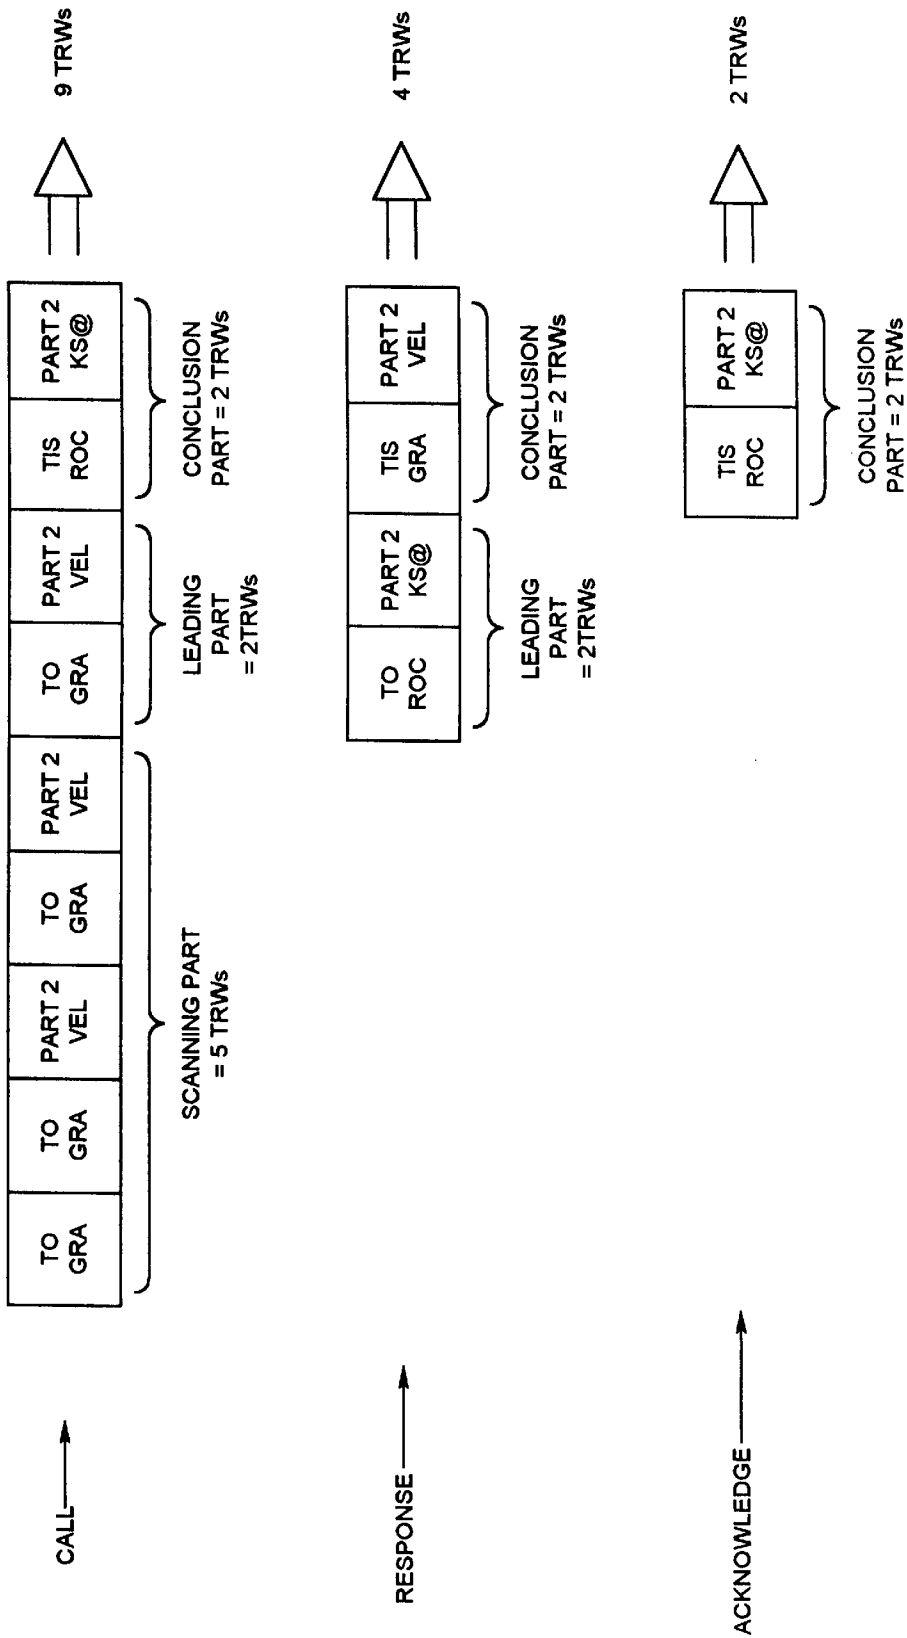 CALL
TO
GRA
TO
GRA
PART 2
VEL
TO
GRA
PART 2
VEL
TO
GRA
PART 2
VEL
TIS
ROC
PART 2
KS@
9 TRWs
SCANNING PART
= 5 TRWs
LEADING
PART
= 2TRWs
CONCLUSION
PART = 2 TRWs
RESPONSE
TO
ROC
PART 2
KS@
TIS
GRA
PART 2
VEL
4 TRWs
LEADING
PART
= 2TRWs
CONCLUSION
PART = 2 TRWs
ACKNOWLEDGE
TIS
ROC
PART 2
KS@
2 TRWs
CONCLUSION
PART = 2 TRWs